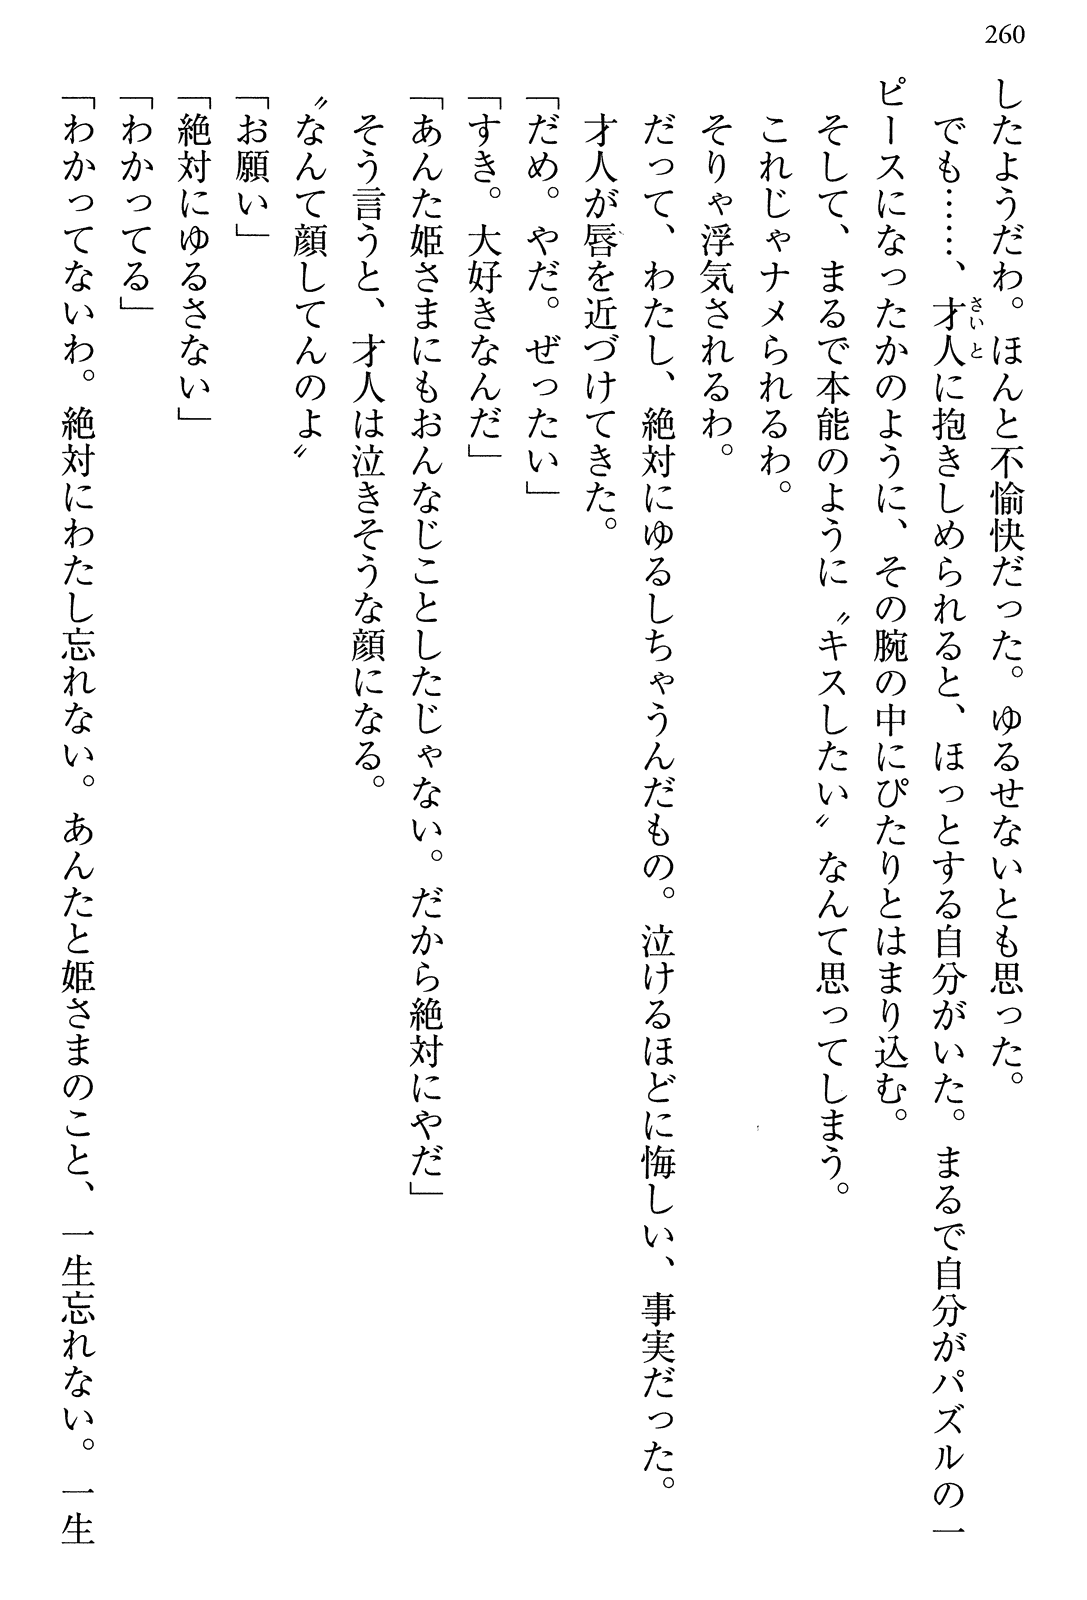 260
したようだわ。ほんと不愉快だった。ゆるせないとも思った。
でも……、才人に抱きしめられると、ほっとする自分がいた。まるで自分がパズルの一
さいと
ピースになったかのように、その腕の中にぴたりとはまり込む。
そして、まるで本能のように〝キスしたい〟なんて思ってしまう。
これじゃナメられるわ。
そりゃ浮気されるわ。
だって、わたし、絶対にゆるしちゃうんだもの。泣けるほどに悔しい、事実だった。
才人が唇を近づけてきた。
「だめ。やだ。ぜったい」
「すき。大好きなんだ」
「あんた姫さまにもおんなじことしたじゃない。だから絶対にやだ」
そう言うと、才人は泣きそうな顔になる。
〝なんて顔してんのよ〟
「お願い」
「絶対にゆるさない」
「わかってる」
「わかってないわ。絶対にわたし忘れない。あんたと姫さまのこと、一生忘れない。一生